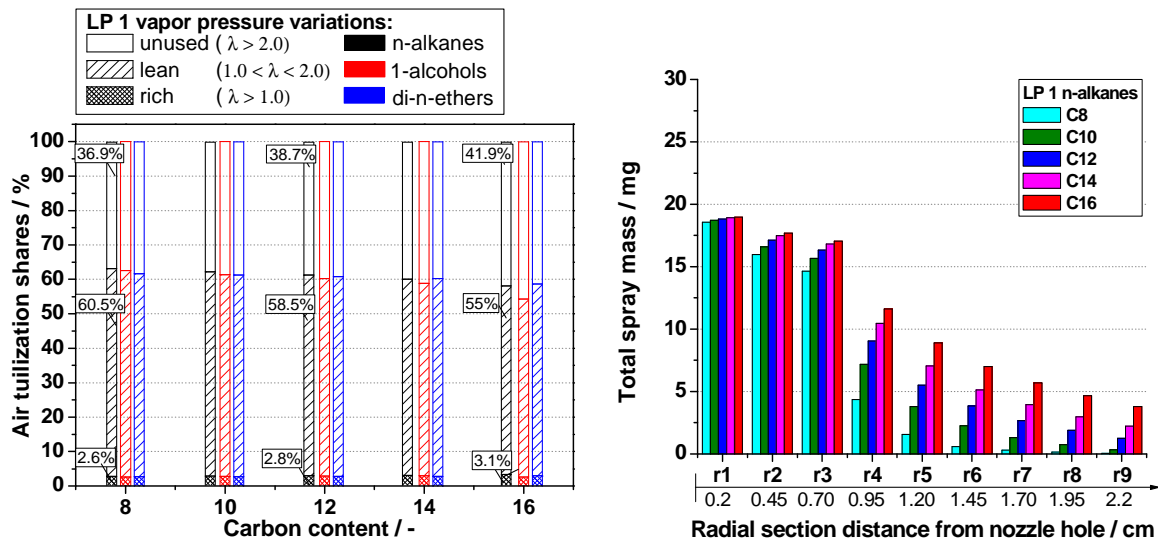 LP 1 vapor pressure variations:
unused ( λ > 2.0) n-alkanes
lean (1.0 < λ < 2.0) 1-alcohols
rich ( λ > 1.0) di-n-ethers
100
90
80
70
60
50
40
30
20
10
0
Air tuilization shares / %
36.9%
38.7%
41.9%
60.5%
58.5%
55%
2.6%
2.8%
3.1%
8 10 12 14 16
Carbon content / -
30
25
20
15
10
5
0
Total spray mass / mg
LP 1 n-alkanes
C8
C10
C12
C14
C16
r1 r2 r3 r4 r5 r6 r7 r8 r9
0.2 0.45 0.70 0.95 1.20 1.45 1.70 1.95 2.2
Radial section distance from nozzle hole / cm